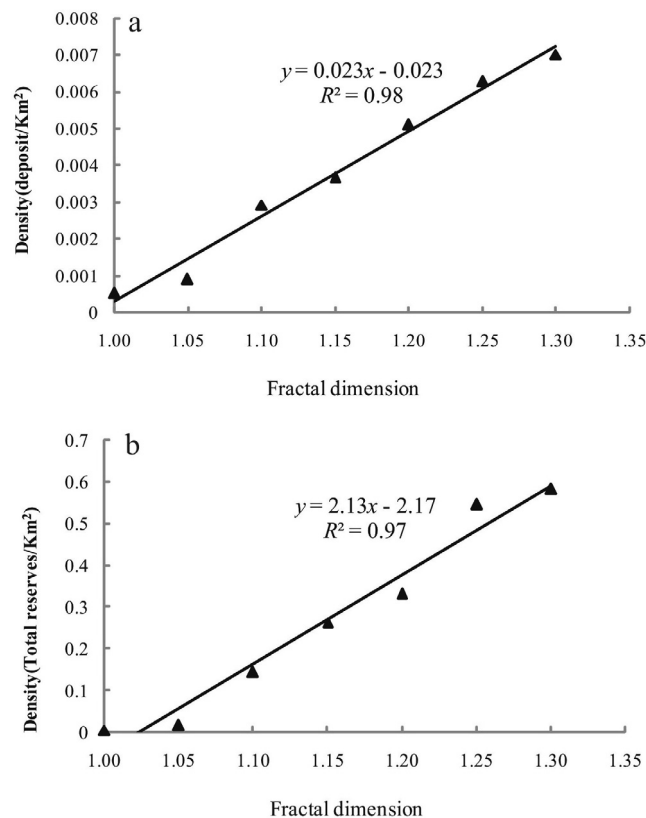 a
0.008
0.007
0.006
0.005
0.004
0.003
0.002
0.001
0
Density(deposit/Km²)
y = 0.023x - 0.023
R² = 0.98
1.00 1.05 1.10 1.15 1.20 1.25 1.30 1.35
Fractal dimension
b
0.7
0.6
0.5
0.4
0.3
0.2
0.1
0
Density(Total reserves/Km²)
y = 2.13x - 2.17
R² = 0.97
1.00 1.05 1.10 1.15 1.20 1.25 1.30 1.35
Fractal dimension